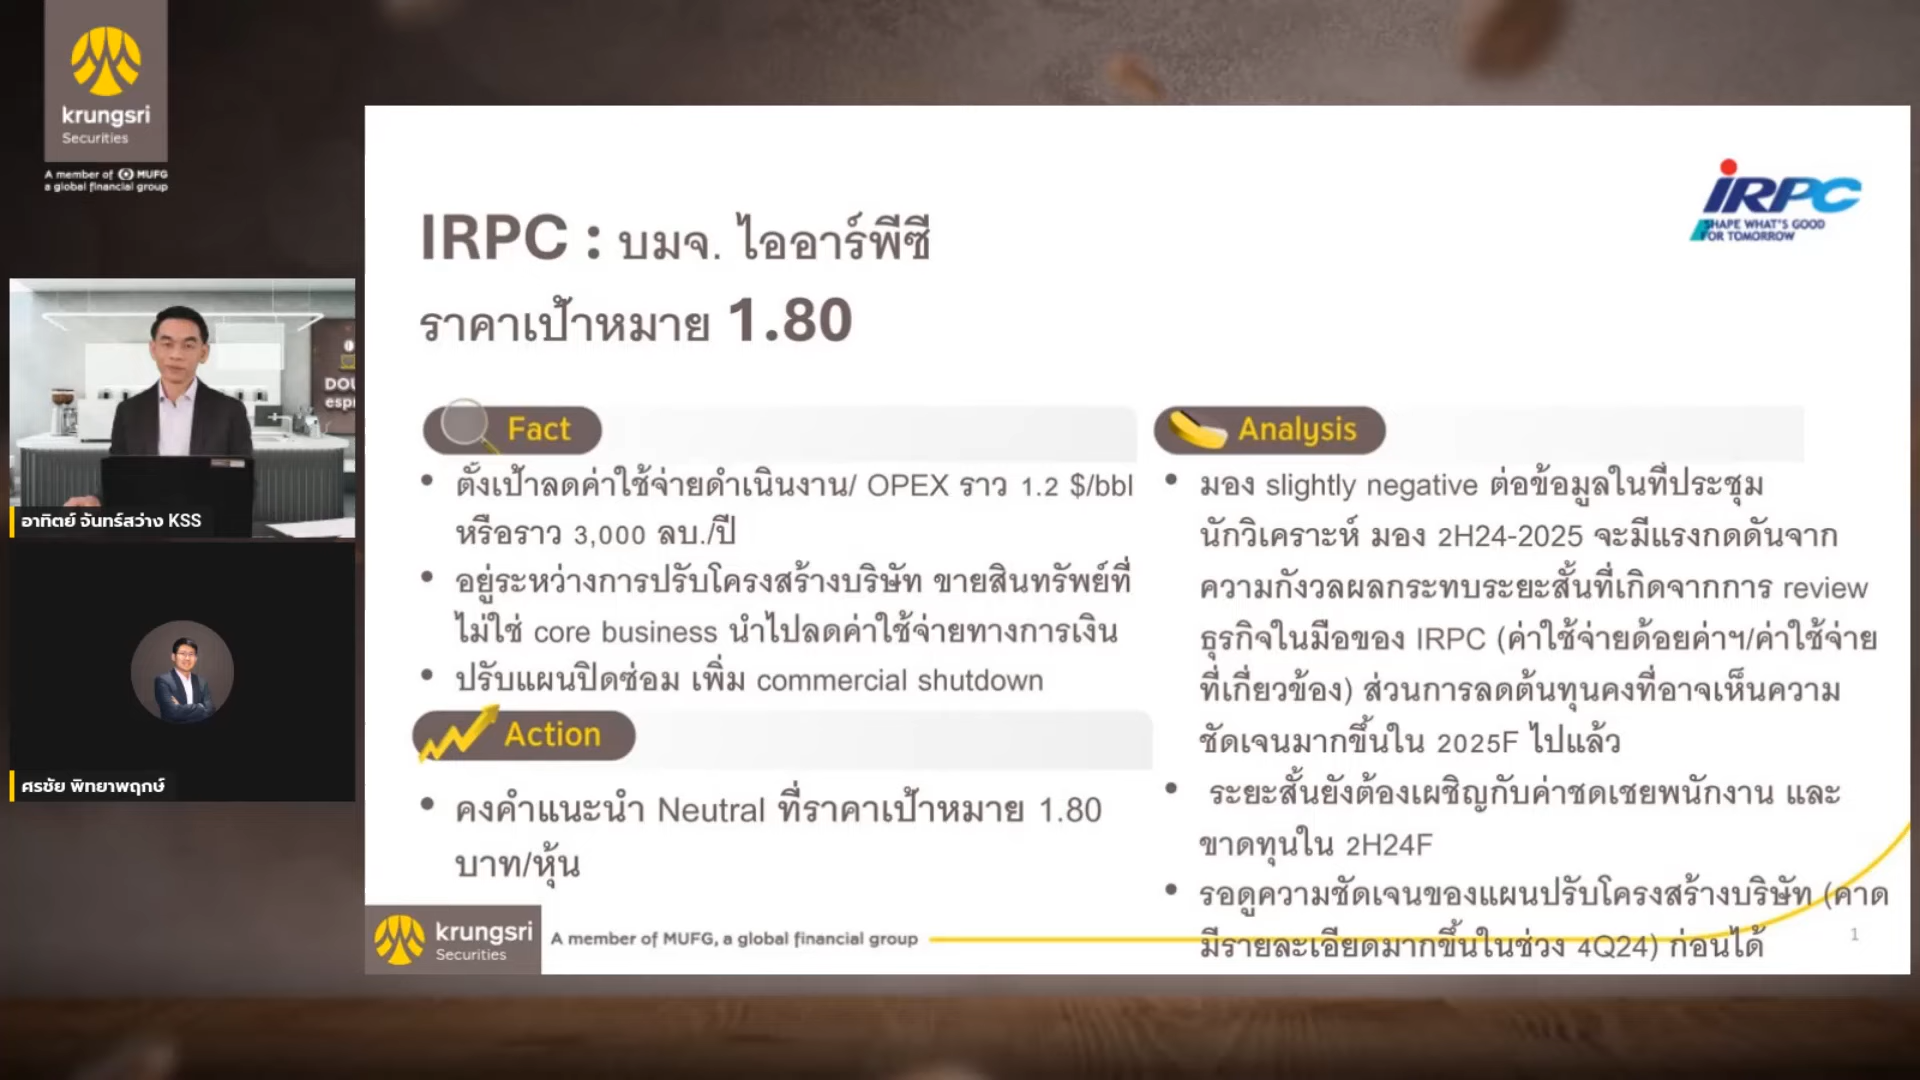 krungsri
Securities
A member of MUFG
a global financial group
IRPC
SHAPE WHAT'S GOOD
FOR TOMORROW
IRPC : บมจ. ไออาร์พีซี
ราคาเป้าหมาย 1.80
DOU
espr
อาทิตย์ จันทร์สว่าง KSS
ศรชัย พิทยาพฤกษ์
Fact
• ตั้งเป้าลดค่าใช้จ่ายดำเนินงาน/ OPEX ราว 1.2 $/bbl
หรือราว 3,000 ลบ./ปี
• อยู่ระหว่างการปรับโครงสร้างบริษัท ขายสินทรัพย์ที่
ไม่ใช่ core business นำไปลดค่าใช้จ่ายทางการเงิน
• ปรับแผนปิดซ่อม เพิ่ม commercial shutdown
Action
• คงคำแนะนำ Neutral ที่ราคาเป้าหมาย 1.80
บาท/หุ้น
Analysis
• มอง slightly negative ต่อข้อมูลในที่ประชุม
นักวิเคราะห์ มอง 2H24-2025 จะมีแรงกดดันจาก
ความกังวลผลกระทบระยะสั้นที่เกิดจากการ review
ธุรกิจในมือของ IRPC (ค่าใช้จ่ายด้อยค่าฯ/ค่าใช้จ่าย
ที่เกี่ยวข้อง) ส่วนการลดต้นทุนคงที่อาจเห็นความ
ชัดเจนมากขึ้นใน 2025F ไปแล้ว
• ระยะสั้นยังต้องเผชิญกับค่าชดเชยพนักงาน และ
ขาดทุนใน 2H24F
• รอดูความชัดเจนของแผนปรับโครงสร้างบริษัท (คาด
มีรายละเอียดมากขึ้นในช่วง 4Q24) ก่อนได้
krungsri
Securities
A member of MUFG, a global financial group
1